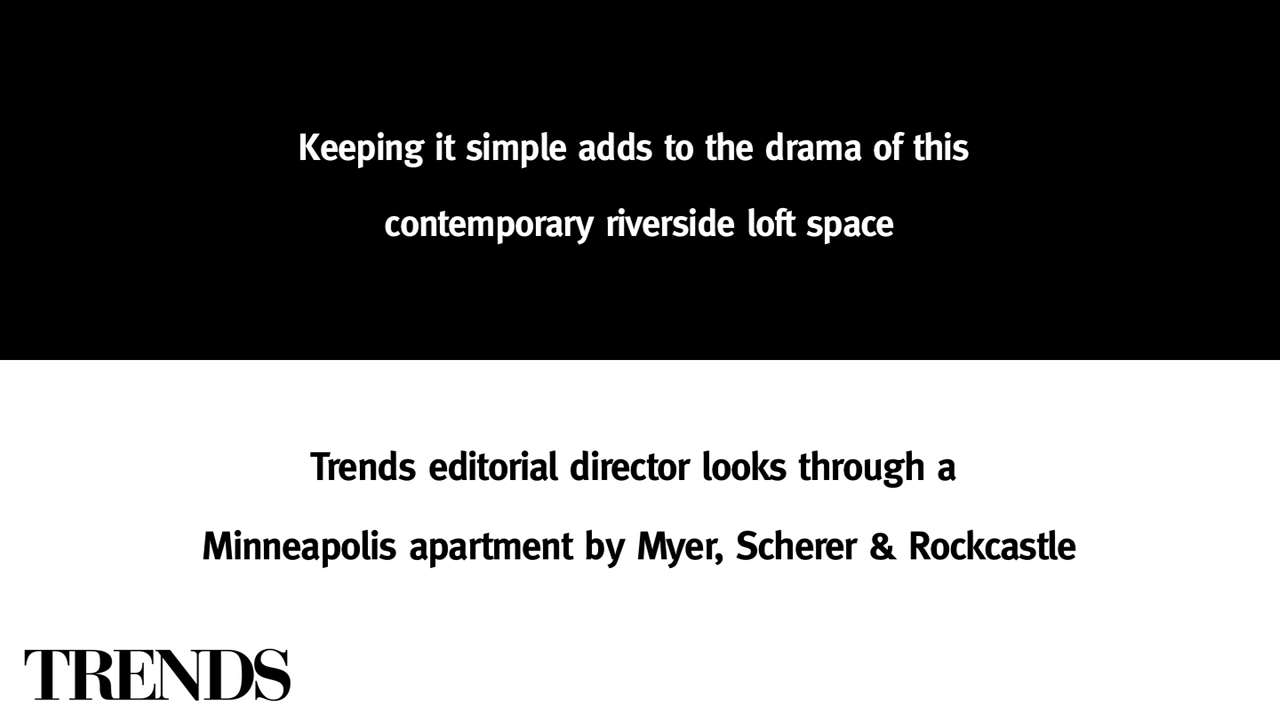 Keeping it simple adds to the drama of this
contemporary riverside loft space
Trends editorial director looks through a
Minneapolis apartment by Myer, Scherer & Rockcastle
TRENDS